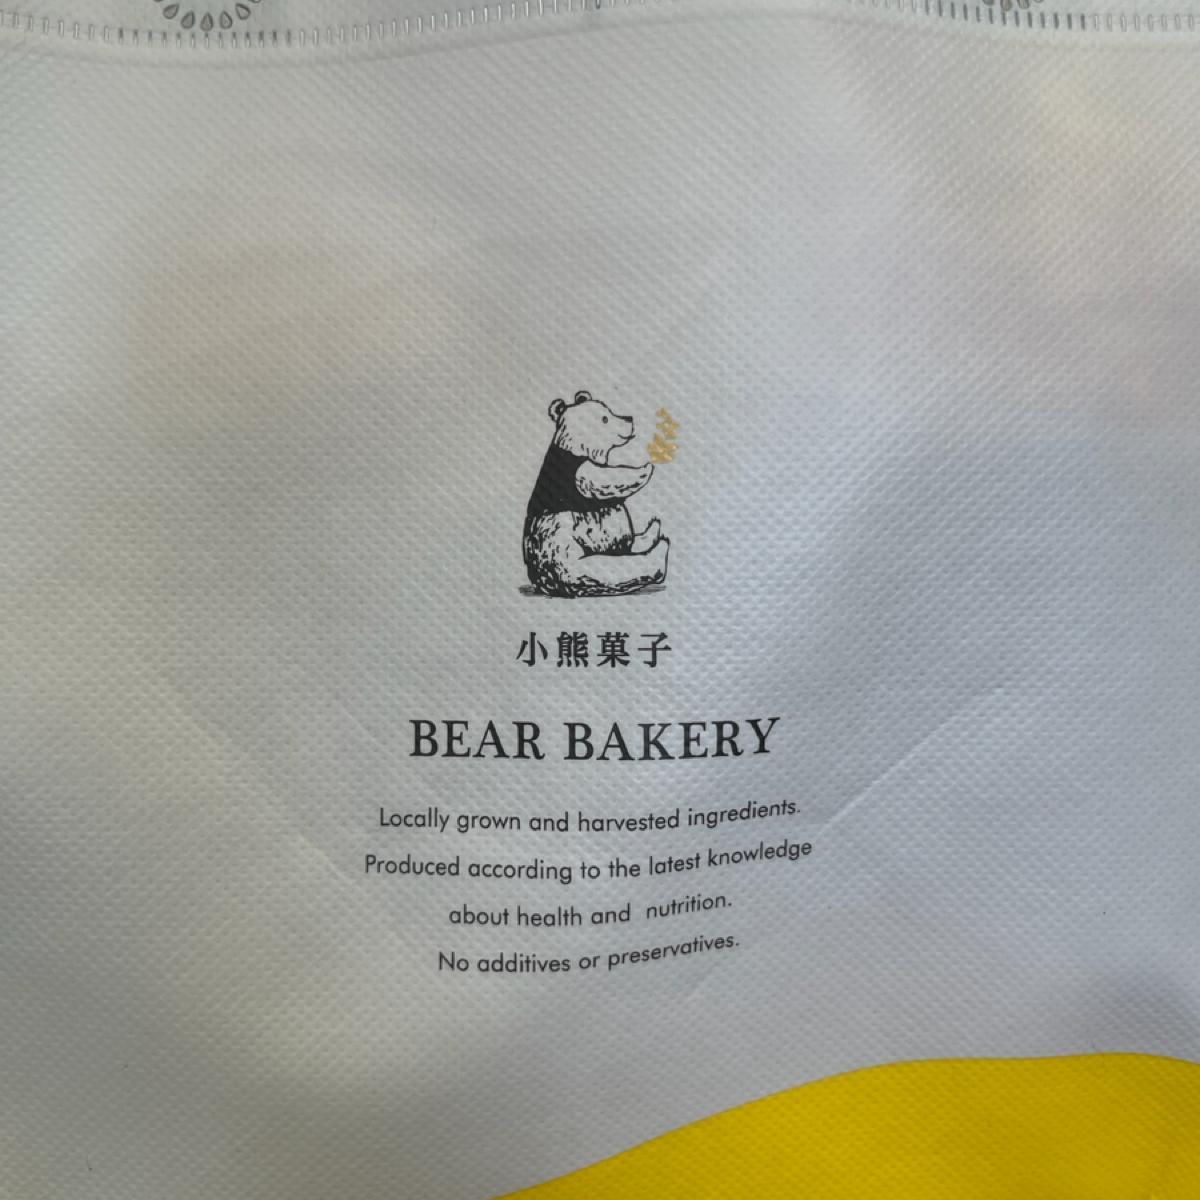 小熊菓子
BEAR BAKERY
Locally grown and harvested ingredients.
Produced according to the latest knowledge
about health and nutrition.
No additives or preservatives.